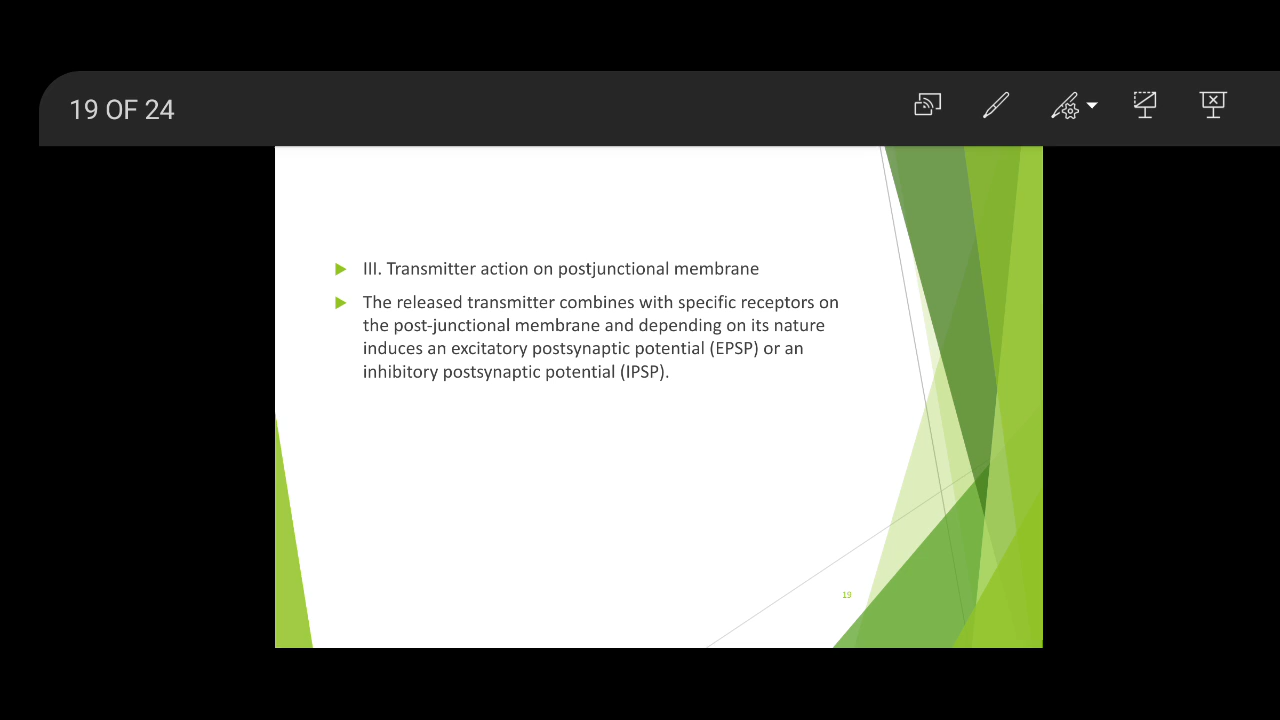 19 OF 24
III. Transmitter action on postjunctional membrane
The released transmitter combines with specific receptors on
the post-junctional membrane and depending on its nature
induces an excitatory postsynaptic potential (EPSP) or an
inhibitory postsynaptic potential (IPSP).
19